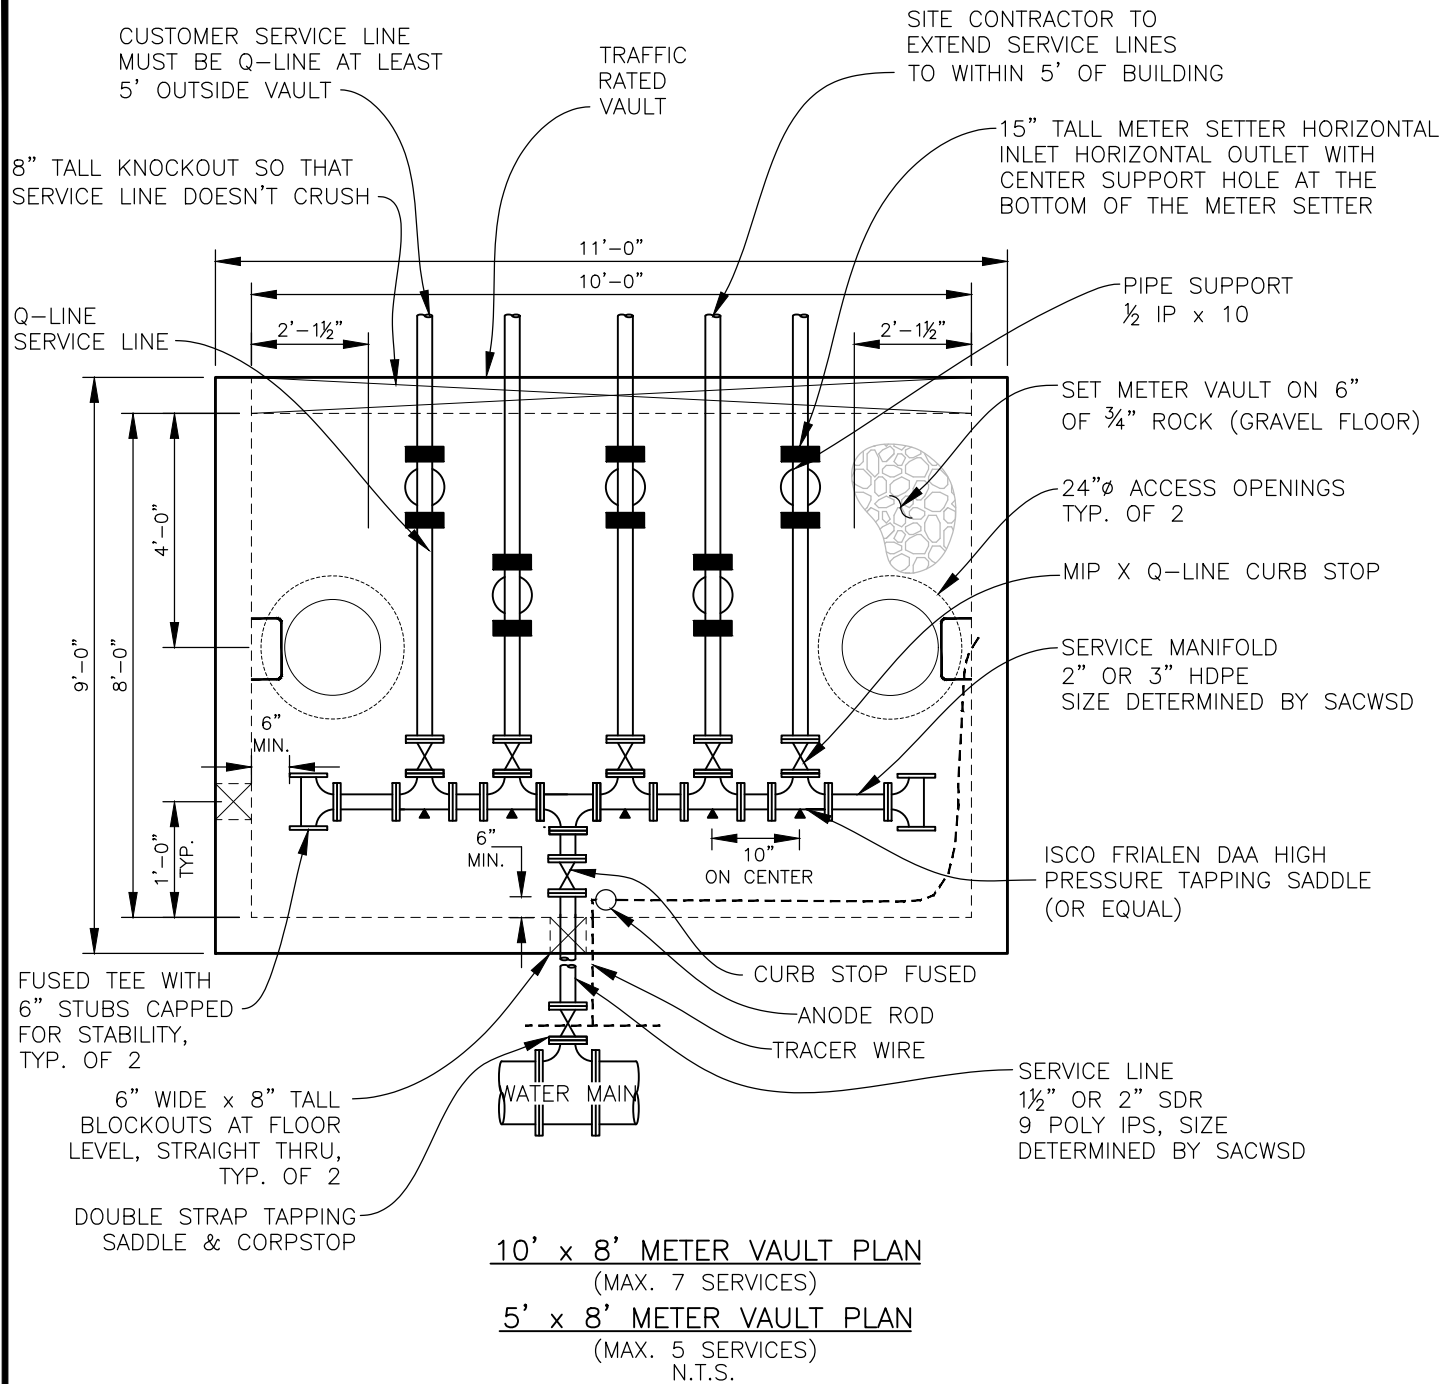 CUSTOMER SERVICE LINE
MUST BE Q-LINE AT LEAST
5' OUTSIDE VAULT
TRAFFIC
RATED
VAULT
SITE CONTRACTOR TO
EXTEND SERVICE LINES
TO WITHIN 5' OF BUILDING
15" TALL METER SETTER HORIZONTAL
INLET HORIZONTAL OUTLET WITH
CENTER SUPPORT HOLE AT THE
BOTTOM OF THE METER SETTER
8" TALL KNOCKOUT SO THAT
SERVICE LINE DOESN'T CRUSH
11'-0"
10'-0"
PIPE SUPPORT
½ IP x 10
Q-LINE
SERVICE LINE
2'-1½"
2'-1½"
SET METER VAULT ON 6"
OF ¾" ROCK (GRAVEL FLOOR)
24"ø ACCESS OPENINGS
TYP. OF 2
4'-0"
MIP X Q-LINE CURB STOP
9'-0"
8'-0"
SERVICE MANIFOLD
2" OR 3" HDPE
SIZE DETERMINED BY SACWSD
6"
MIN.
1'-0"
TYP.
6"
MIN.
10"
ON CENTER
ISCO FRIALEN DAA HIGH
PRESSURE TAPPING SADDLE
(OR EQUAL)
FUSED TEE WITH
6" STUBS CAPPED
FOR STABILITY,
TYP. OF 2
CURB STOP FUSED
ANODE ROD
TRACER WIRE
WATER MAIN
SERVICE LINE
1½" OR 2" SDR
9 POLY IPS, SIZE
DETERMINED BY SACWSD
6" WIDE x 8" TALL
BLOCKOUTS AT FLOOR
LEVEL, STRAIGHT THRU,
TYP. OF 2
DOUBLE STRAP TAPPING
SADDLE & CORPSTOP
10' x 8' METER VAULT PLAN
(MAX. 7 SERVICES)
5' x 8' METER VAULT PLAN
(MAX. 5 SERVICES)
N.T.S.